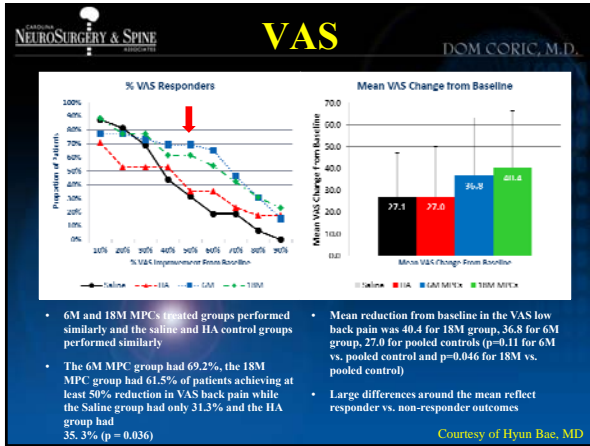 CAROLINA
NEUROSURGERY & SPINE
ASSOCIATES
VAS
DOM CORIC, M.D.
% VAS Responders
100%
90%
80%
70%
60%
50%
40%
30%
20%
10%
0%
Proportion of Patients
10% 20% 30% 40% 50% 60% 70% 80% 90%
% VAS Improvement From Baseline
Saline HA 6M 18M
Mean VAS Change from Baseline
70.0
60.0
50.0
40.0
30.0
20.0
10.0
0.0
Mean VAS Change from Baseline
27.1 27.0 36.8 40.4
Mean VAS Change from Baseline
Saline HA 6M MPCs 18M MPCs
• 6M and 18M MPCs treated groups performed
similarly and the saline and HA control groups
performed similarly
• The 6M MPC group had 69.2%, the 18M
MPC group had 61.5% of patients achieving at
least 50% reduction in VAS back pain while
the Saline group had only 31.3% and the HA
group had
35. 3% (p = 0.036)
• Mean reduction from baseline in the VAS low
back pain was 40.4 for 18M group, 36.8 for 6M
group, 27.0 for pooled controls (p=0.11 for 6M
vs. pooled control and p=0.046 for 18M vs.
pooled control)
• Large differences around the mean reflect
responder vs. non-responder outcomes
Courtesy of Hyun Bae, MD